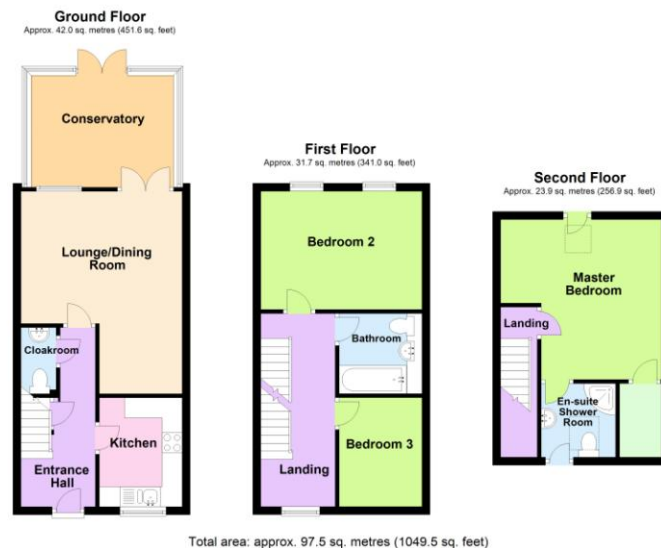 Ground Floor
Approx. 42.0 sq. metres (451.6 sq. feet)
Conservatory
Lounge/Dining
Room
Cloakroom
Kitchen
Entrance
Hall
First Floor
Approx. 31.7 sq. metres (341.0 sq. feet)
Bedroom 2
Bathroom
Bedroom 3
Landing
Second Floor
Approx. 23.9 sq. metres (256.9 sq. feet)
Master
Bedroom
Landing
En-suite
Shower
Room
Total area: approx. 97.5 sq. metres (1049.5 sq. feet)